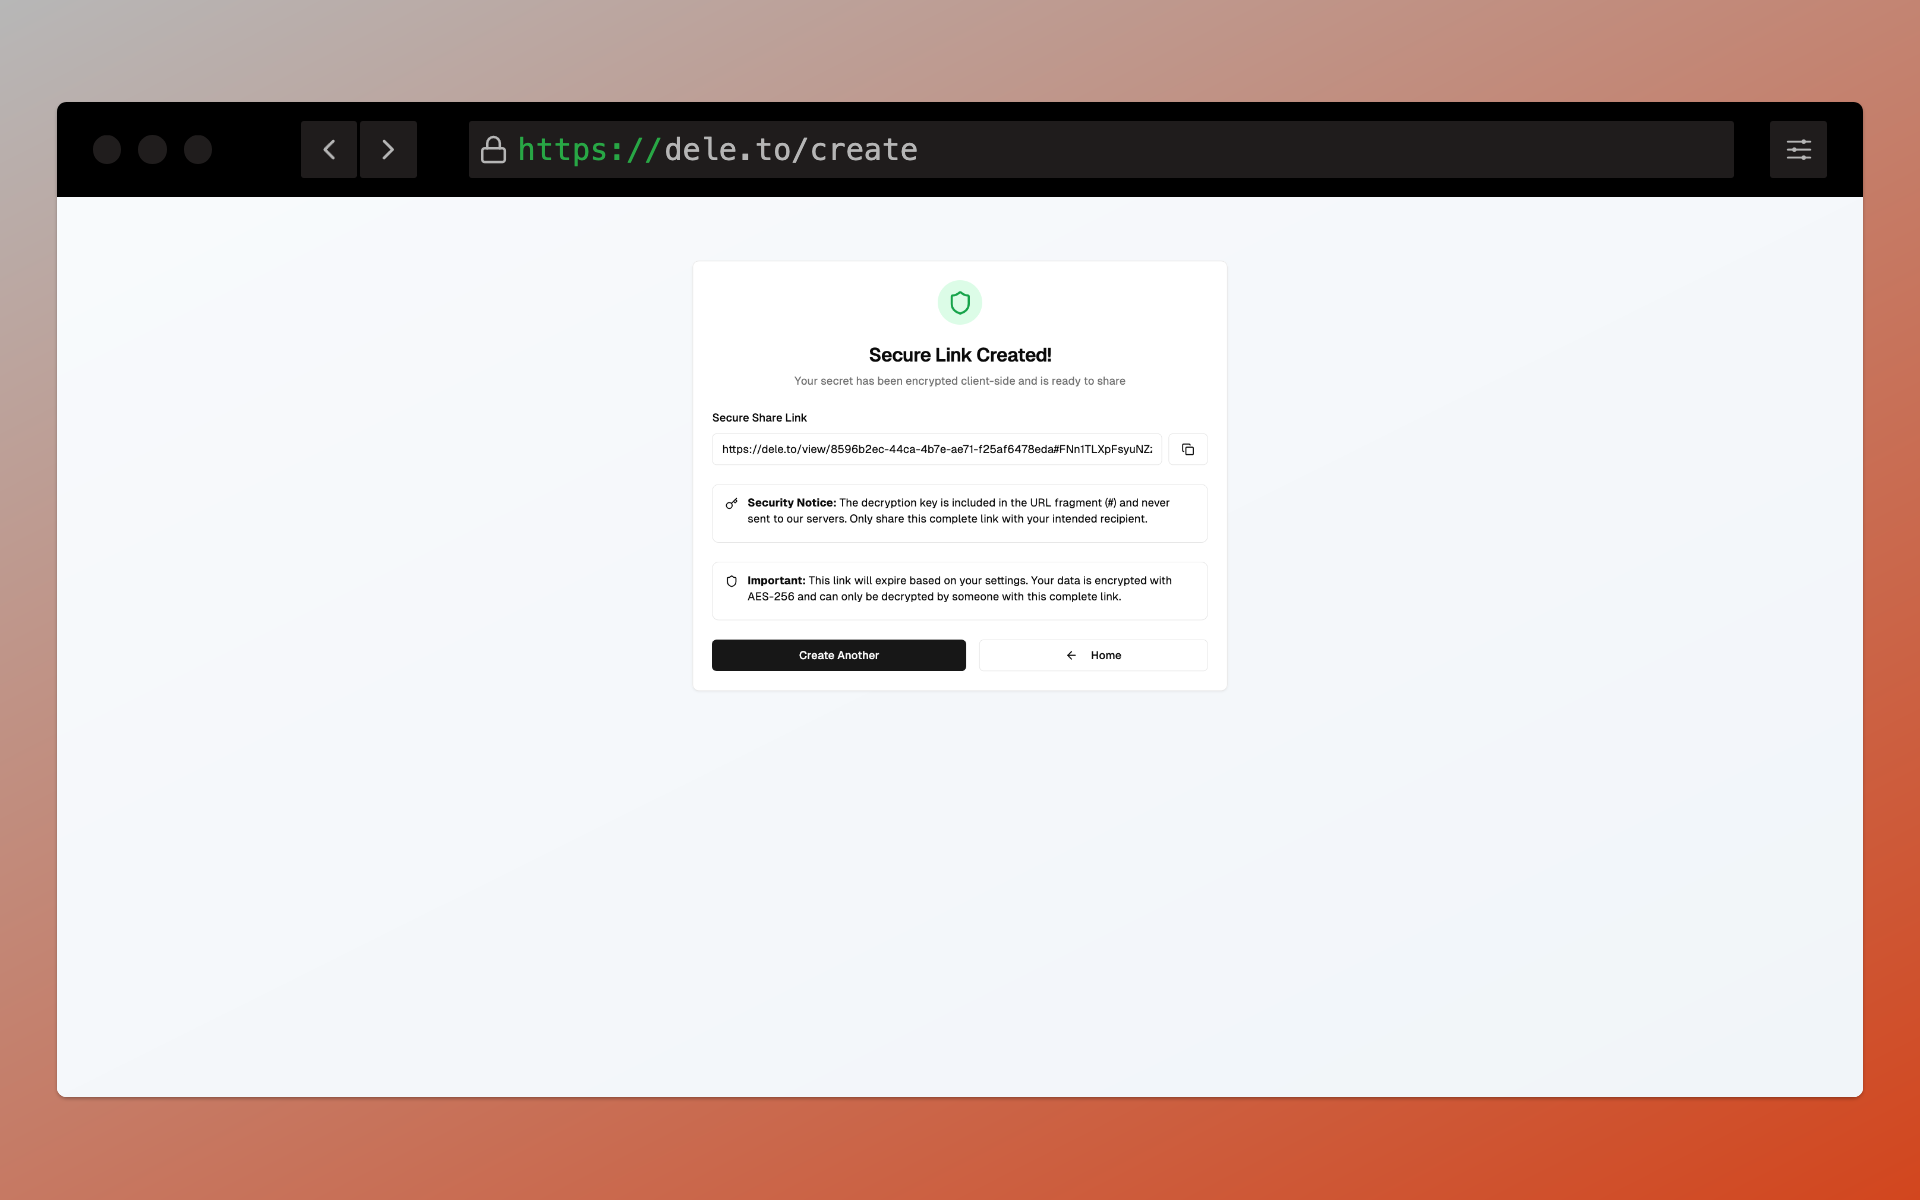 https://dele.to/create
Secure Link Created!
Your secret has been encrypted client-side and is ready to share
Secure Share Link
https://dele.to/view/8596b2ec-44ca-4b7e-ae71-f25af6478eda#FNn1TLXpFsyuNZ
Security Notice: The decryption key is included in the URL fragment (#) and never
sent to our servers. Only share this complete link with your intended recipient.
Important: This link will expire based on your settings. Your data is encrypted with
AES-256 and can only be decrypted by someone with this complete link.
Create Another
Home